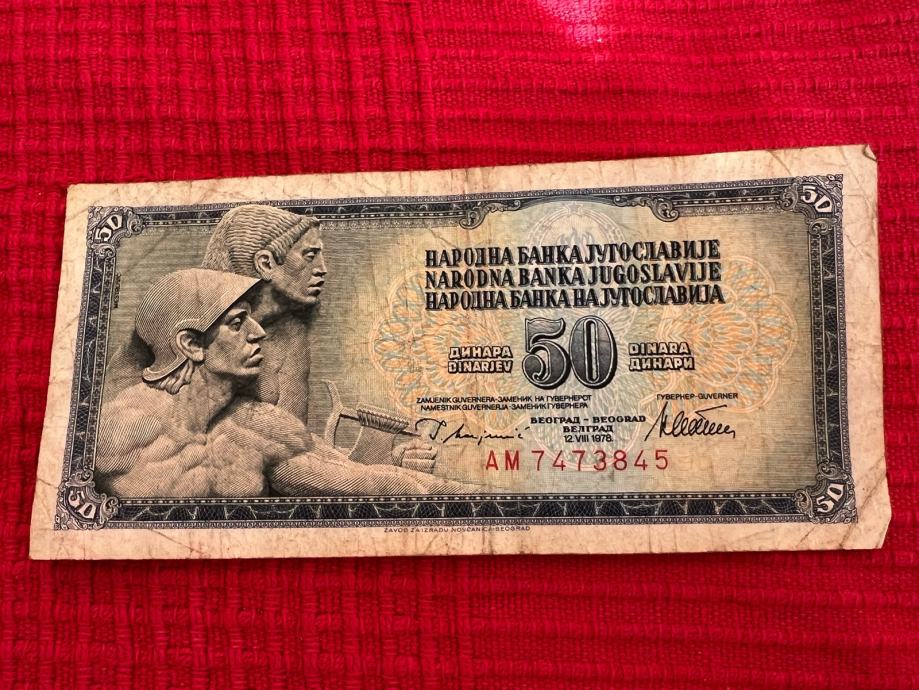 50
50
НАРОДНА БАНКА ЈУГОСЛАВИЈЕ
NARODNA BANKA JUGOSLAVIJE
НАРОДНА БАНКА НА ЈУГОСЛАВИЈА
ДИНАРА
DINARJEV
50
DINARA
ДИНАРИ
ZAMJENIK GUVERNERA-ЗАМЕНИК НА ГУВЕРНЕРОТ
NAMESTNIK GUVERNERJA-ЗАМЕНИК ГУВЕРНЕРА
ГУВЕРНЕР-GUVERNER
БЕОГРАД - BEOGRAD
БЕЛГРАД
12. VIII 1978.
AM 7473845
50
50
ZAVOD ZA IZRADU NOVČANICA-BEOGRAD